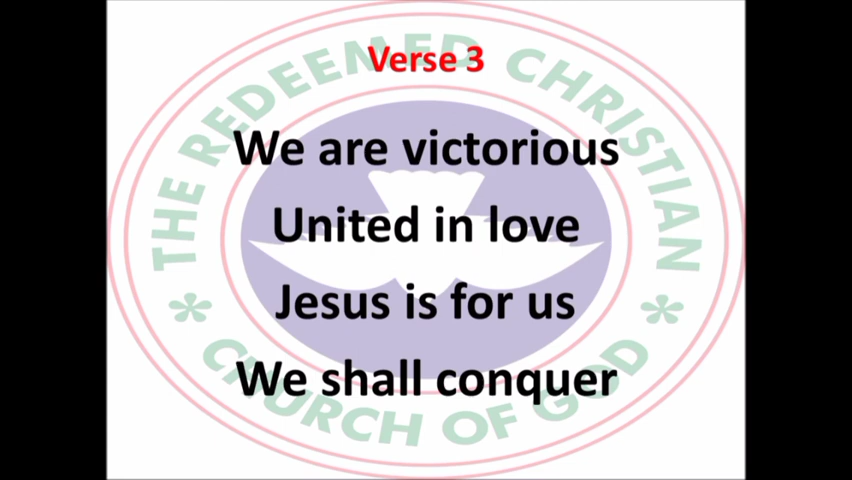 THE REDEEMED CHRISTIAN
Verse 3
We are victorious
United in love
Jesus is for us
We shall conquer
CHURCH OF GOD